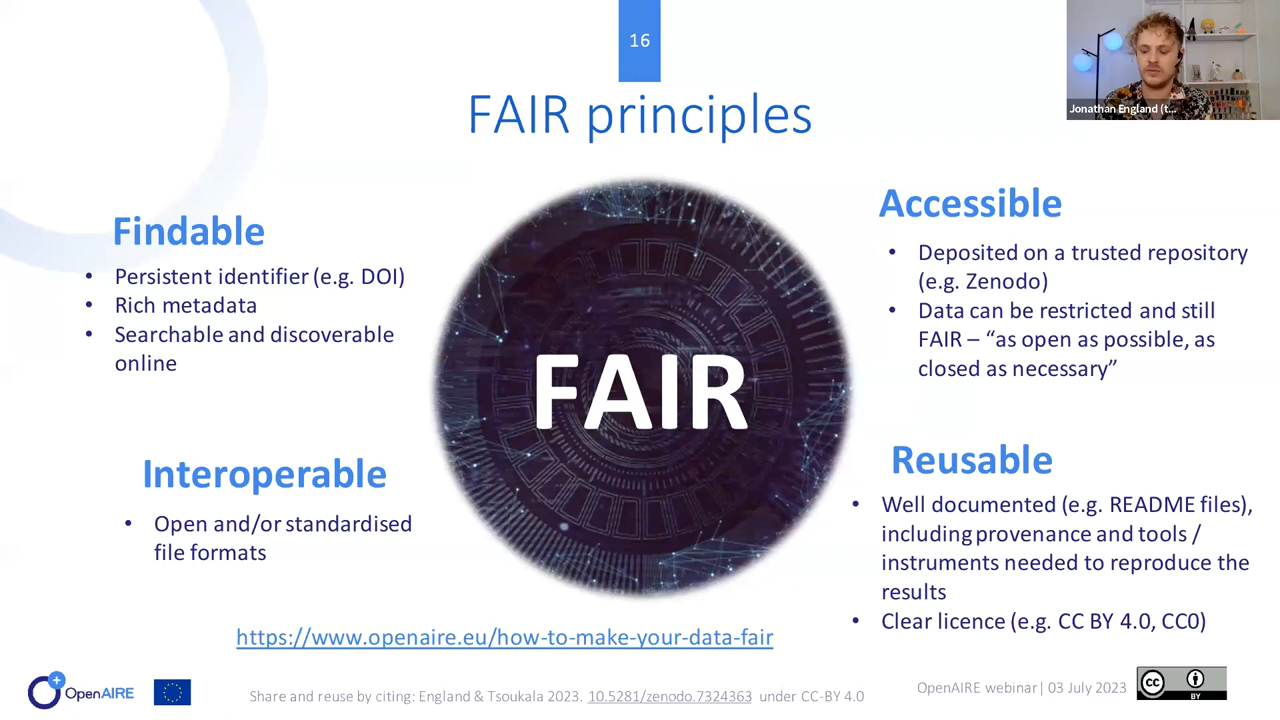 16
Jonathan England (t...
FAIR principles
Findable
• Persistent identifier (e.g. DOI)
• Rich metadata
• Searchable and discoverable
online
Accessible
• Deposited on a trusted repository
(e.g. Zenodo)
• Data can be restricted and still
FAIR – “as open as possible, as
closed as necessary”
FAIR
Interoperable
• Open and/or standardised
file formats
Reusable
• Well documented (e.g. README files),
including provenance and tools /
instruments needed to reproduce the
results
• Clear licence (e.g. CC BY 4.0, CC0)
https://www.openaire.eu/how-to-make-your-data-fair
OpenAIRE
Share and reuse by citing: England & Tsoukala 2023. 10.5281/zenodo.7324363 under CC-BY 4.0
OpenAIRE webinar| 03 July 2023
cc
BY